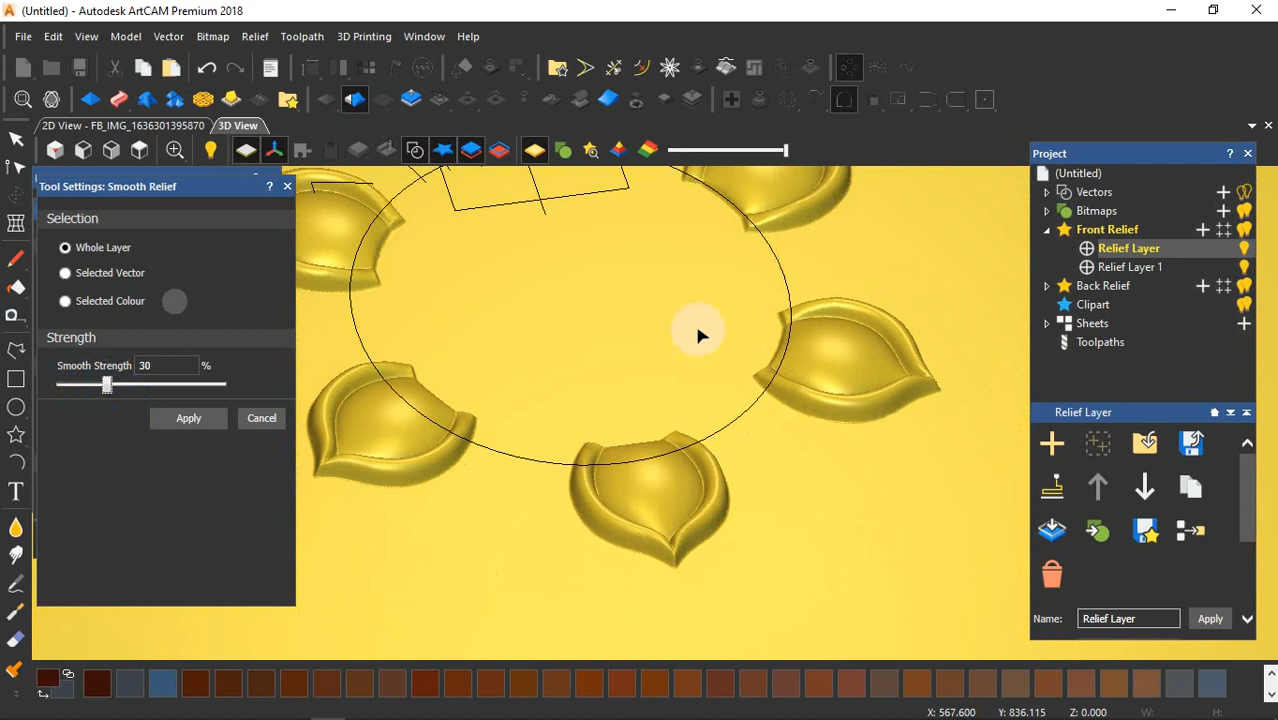 (Untitled) - Autodesk ArtCAM Premium 2018
File Edit View Model Vector Bitmap Relief Toolpath 3D Printing Window Help
2D View - FB_IMG_1636301395870 3D View
Tool Settings: Smooth Relief ?
Selection
Whole Layer
Selected Vector
Selected Colour
Strength
Smooth Strength 30 %
Apply Cancel
Project ?
(Untitled)
Vectors
Bitmaps
Front Relief
Relief Layer
Relief Layer 1
Back Relief
Clipart
Sheets
Toolpaths
Relief Layer
Name: Relief Layer Apply
X: 567.600 Y: 836.115 Z: 0.000 W: H: